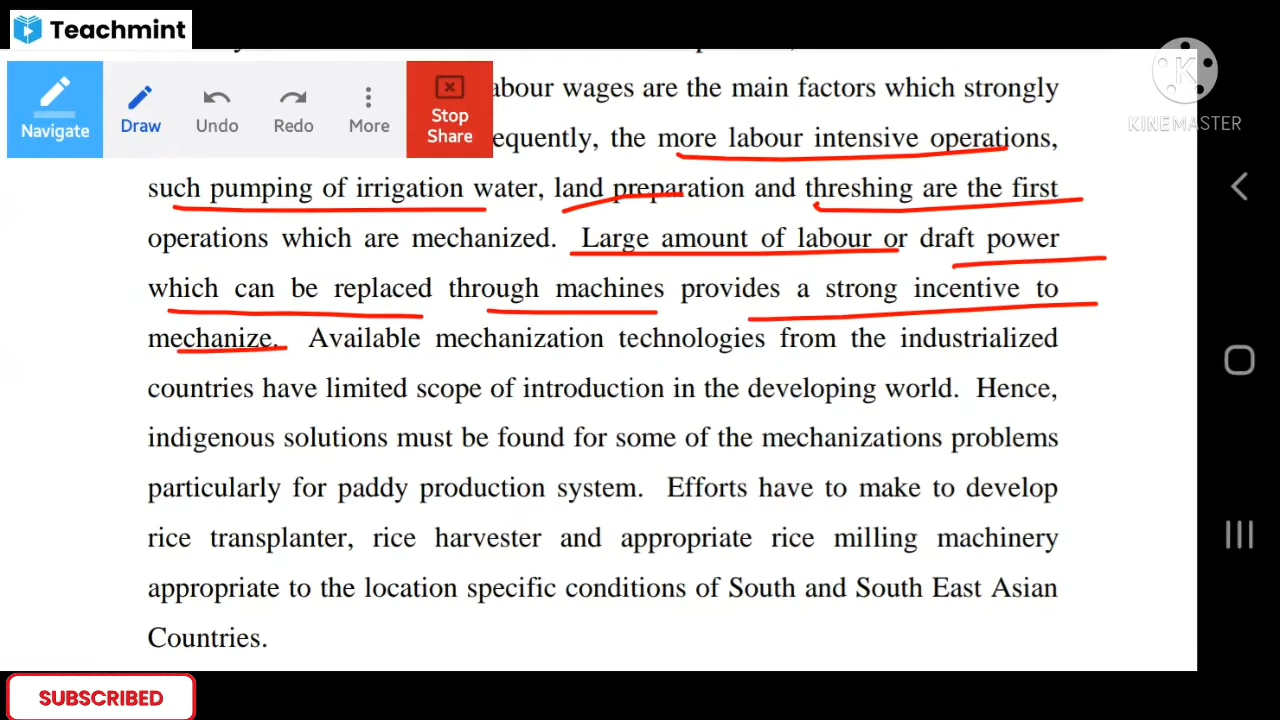 Teachmint
abour wages are the main factors which strongly
Navigate Draw Undo Redo More Stop Share
KINEMASTER
equently, the more labour intensive operations,
such pumping of irrigation water, land preparation and threshing are the first
operations which are mechanized. Large amount of labour or draft power
which can be replaced through machines provides a strong incentive to
mechanize. Available mechanization technologies from the industrialized
countries have limited scope of introduction in the developing world. Hence,
indigenous solutions must be found for some of the mechanizations problems
particularly for paddy production system. Efforts have to make to develop
rice transplanter, rice harvester and appropriate rice milling machinery
appropriate to the location specific conditions of South and South East Asian
Countries.
SUBSCRIBED